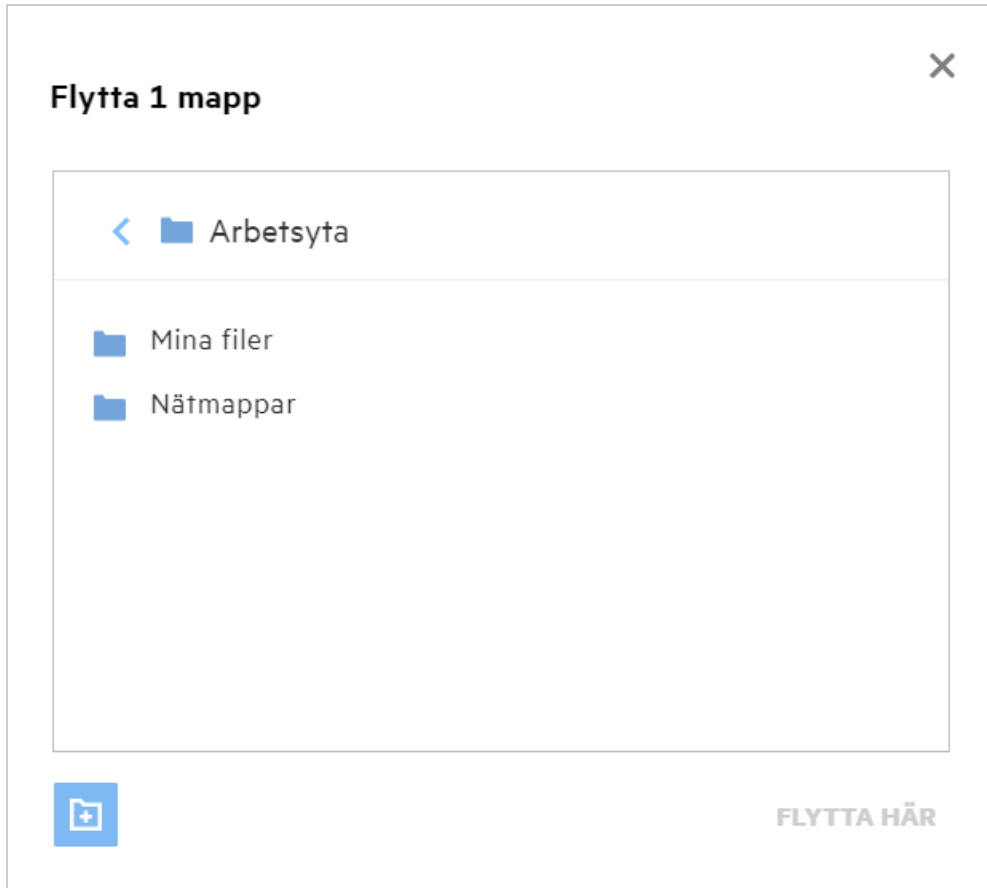 Flytta 1 mapp
Arbetsyta
Mina filer
Nätmappar
FLYTTA HÄR